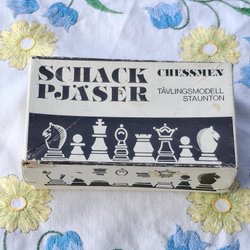 SCHACK
PJÄSER
CHESSMEN
TÄVLINGSMODELL
STAUNTON